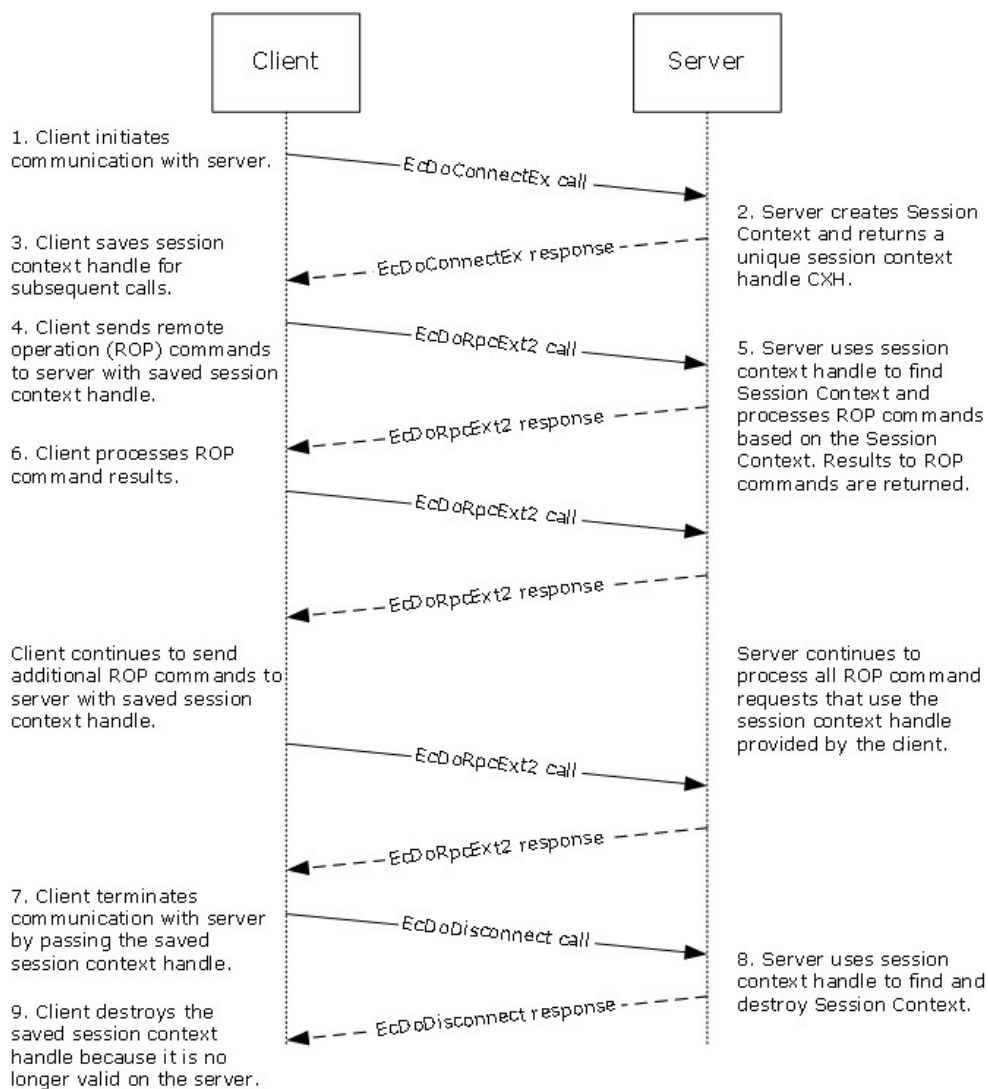 Client
Server
1. Client initiates
communication with server.
EcDoConnectEx call
2. Server creates Session
Context and returns a
unique session context
handle CXH.
EcDoConnectEx response
3. Client saves session
context handle for
subsequent calls.
4. Client sends remote
operation (ROP) commands
to server with saved session
context handle.
EcDoRpcExt2 call
5. Server uses session
context handle to find
Session Context and
processes ROP commands
based on the Session
Context. Results to ROP
commands are returned.
EcDoRpcExt2 response
6. Client processes ROP
command results.
EcDoRpcExt2 call
EcDoRpcExt2 response
Client continues to send
additional ROP commands to
server with saved session
context handle.
Server continues to
process all ROP command
requests that use the
session context handle
provided by the client.
EcDoRpcExt2 call
EcDoRpcExt2 response
7. Client terminates
communication with server
by passing the saved
session context handle.
EcDoDisconnect call
8. Server uses session
context handle to find and
destroy Session Context.
EcDoDisconnect response
9. Client destroys the
saved session context
handle because it is no
longer valid on the server.